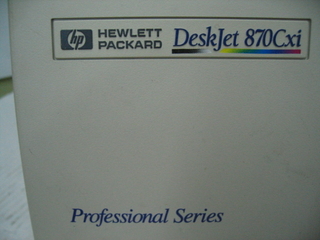 hp HEWLETT PACKARD DeskJet 870Cxi
Professional Series